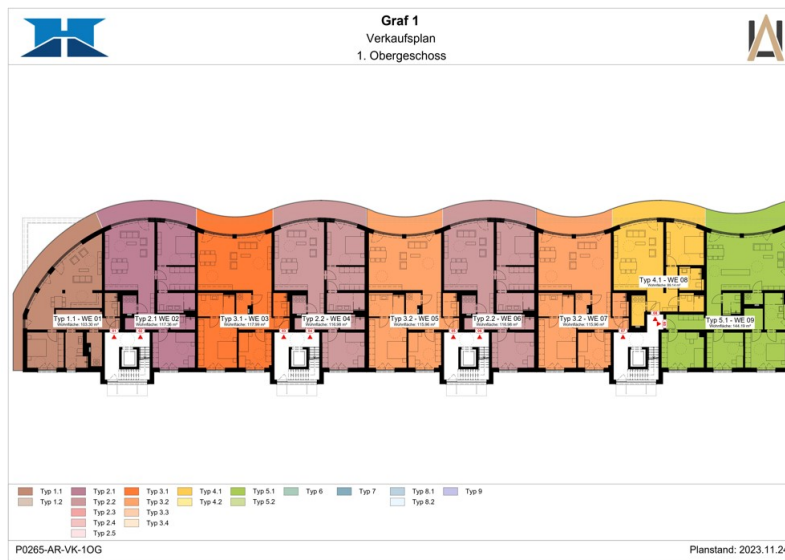 Graf 1
Verkaufsplan
1. Obergeschoss
Typ 4.1 - WE 08
Typ 1.1 - WE 01
Typ 2.1 WE 02
Typ 3.1 - WE 03
Typ 2.2 - WE 04
Typ 3.2 - WE 05
Typ 2.2 - WE 06
Typ 3.2 - WE 07
Typ 5.1 - WE 09
Typ 1.1 Typ 2.1 Typ 3.1 Typ 4.1 Typ 5.1 Typ 6 Typ 7 Typ 8.1 Typ 9
Typ 1.2 Typ 2.2 Typ 3.2 Typ 4.2 Typ 5.2 Typ 8.2
Typ 2.3 Typ 3.3
Typ 2.4 Typ 3.4
Typ 2.5
P0265-AR-VK-1OG
Planstand: 2023.11.24